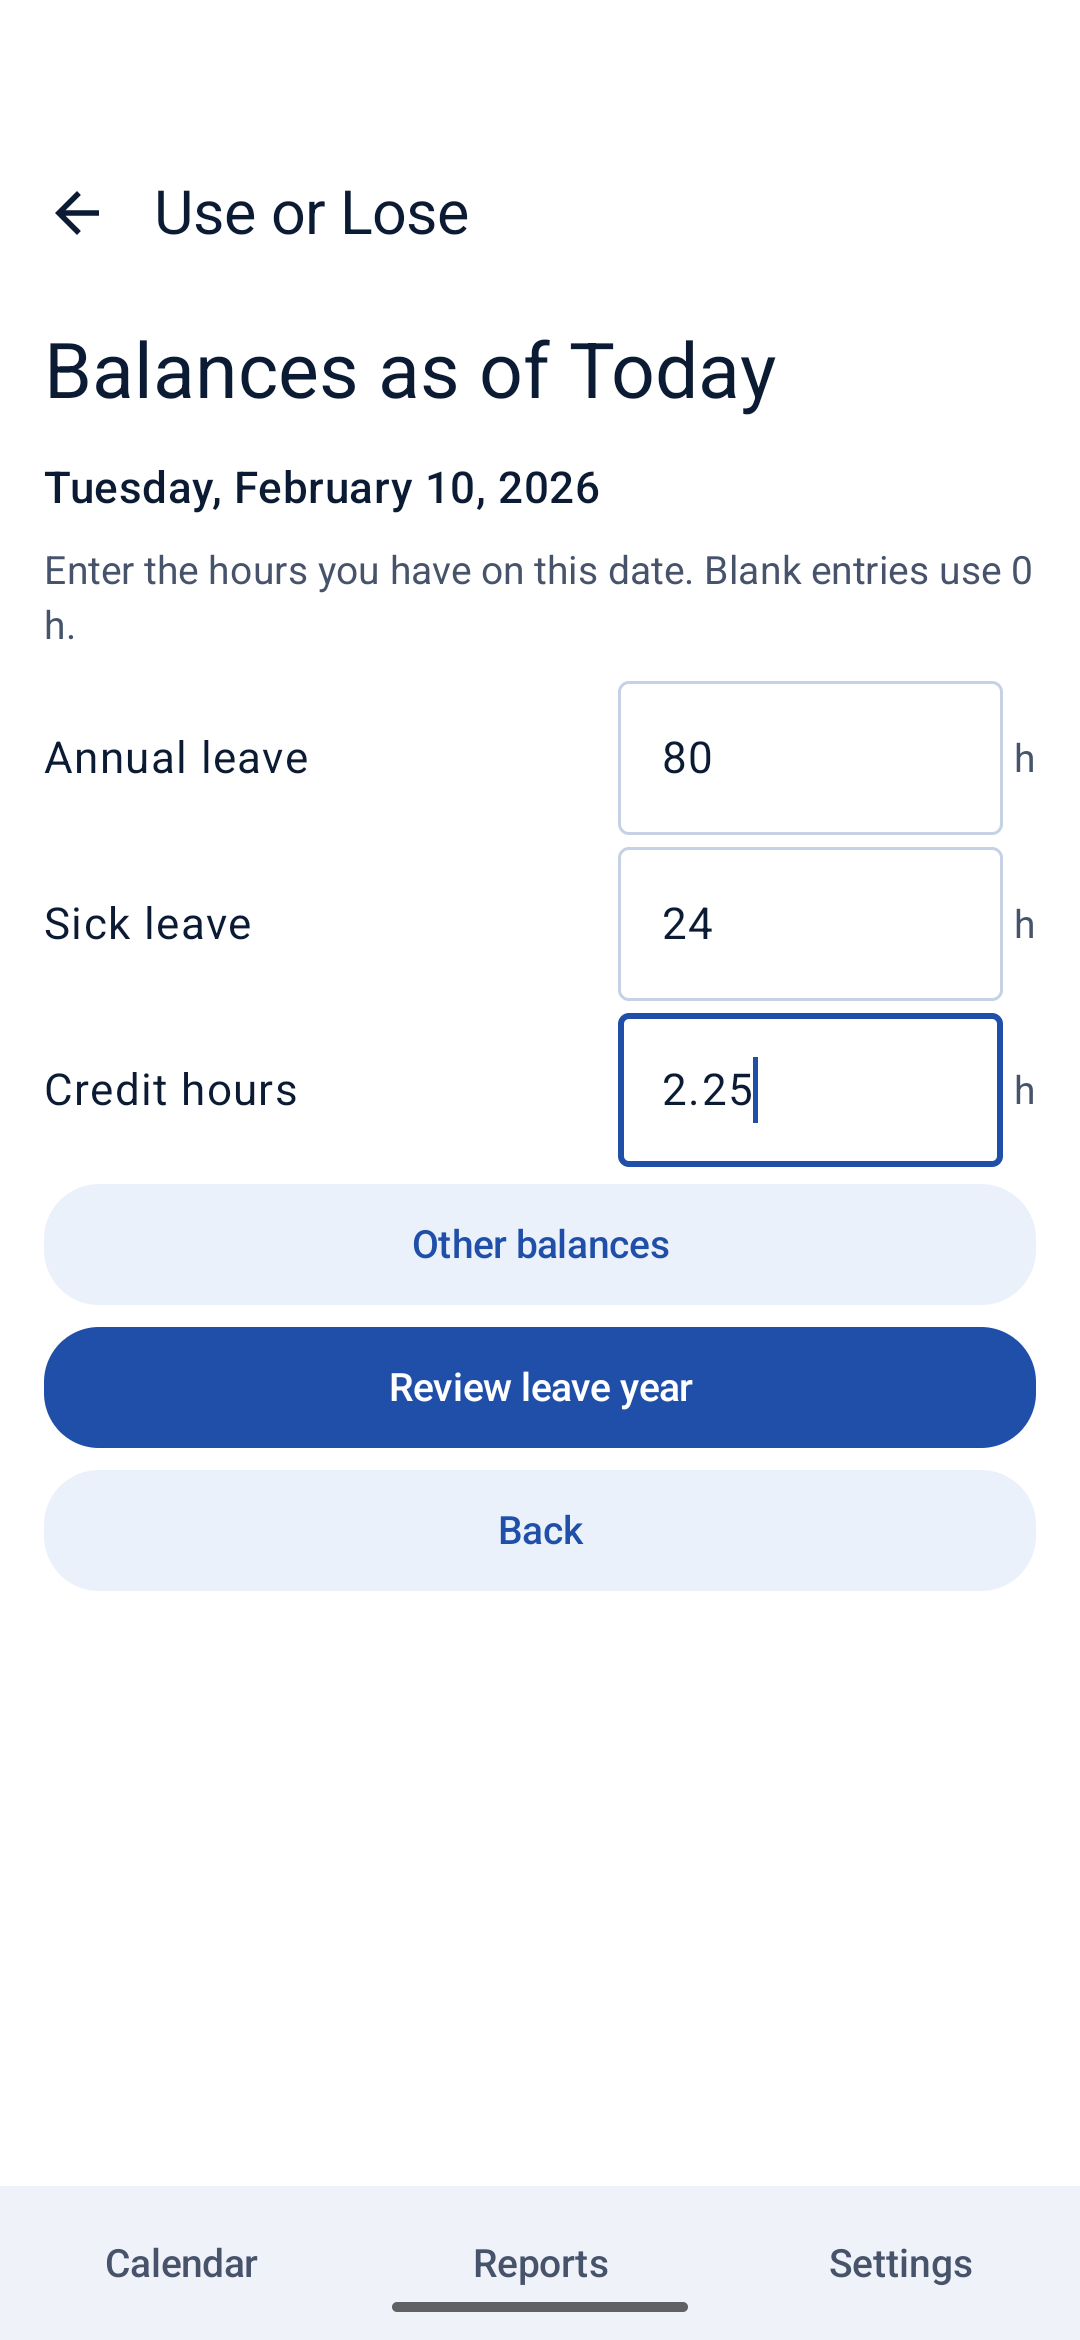 Use or Lose
Balances as of Today
Tuesday, February 10, 2026
Enter the hours you have on this date. Blank entries use 0
h.
Annual leave 80 h
Sick leave 24 h
Credit hours 2.25 h
Other balances
Review leave year
Back
Calendar Reports Settings